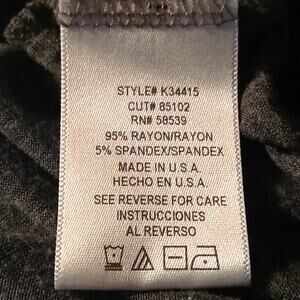 STYLE# K34415
CUT# 85102
RN# 58539
95% RAYON/RAYON
5% SPANDEX/SPANDEX
MADE IN U.S.A.
HECHO EN U.S.A.
SEE REVERSE FOR CARE
INSTRUCCIONES
AL REVERSO